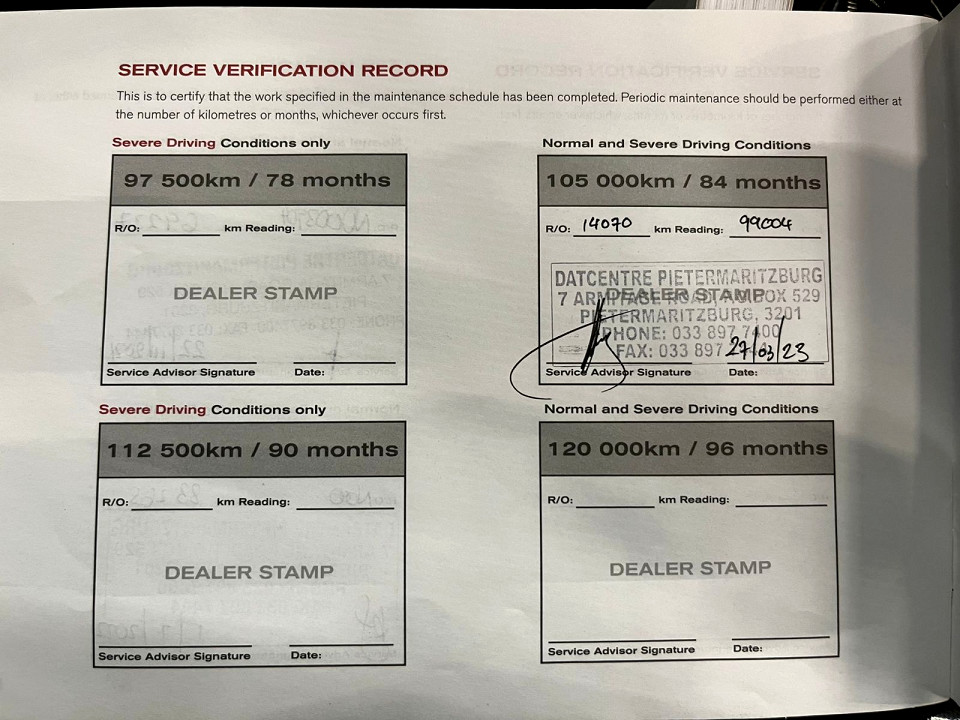 SERVICE VERIFICATION RECORD
This is to certify that the work specified in the maintenance schedule has been completed. Periodic maintenance should be performed either at
the number of kilometres or months, whichever occurs first.
Severe Driving Conditions only
97 500km / 78 months
R/O: km Reading:
DEALER STAMP
Service Advisor Signature Date:
Normal and Severe Driving Conditions
105 000km / 84 months
R/O: 14070 km Reading: 99004
DATCENTRE PIETERMARITZBURG
DEALER STAMP
7 ARMITAGE ROAD, BOX 529
PIETERMARITZBURG, 3201
PHONE: 033 897 7400
FAX: 033 897
27/03/23
Service Advisor Signature Date:
Severe Driving Conditions only
112 500km / 90 months
R/O: km Reading:
DEALER STAMP
Service Advisor Signature Date:
Normal and Severe Driving Conditions
120 000km / 96 months
R/O: km Reading:
DEALER STAMP
Service Advisor Signature Date: